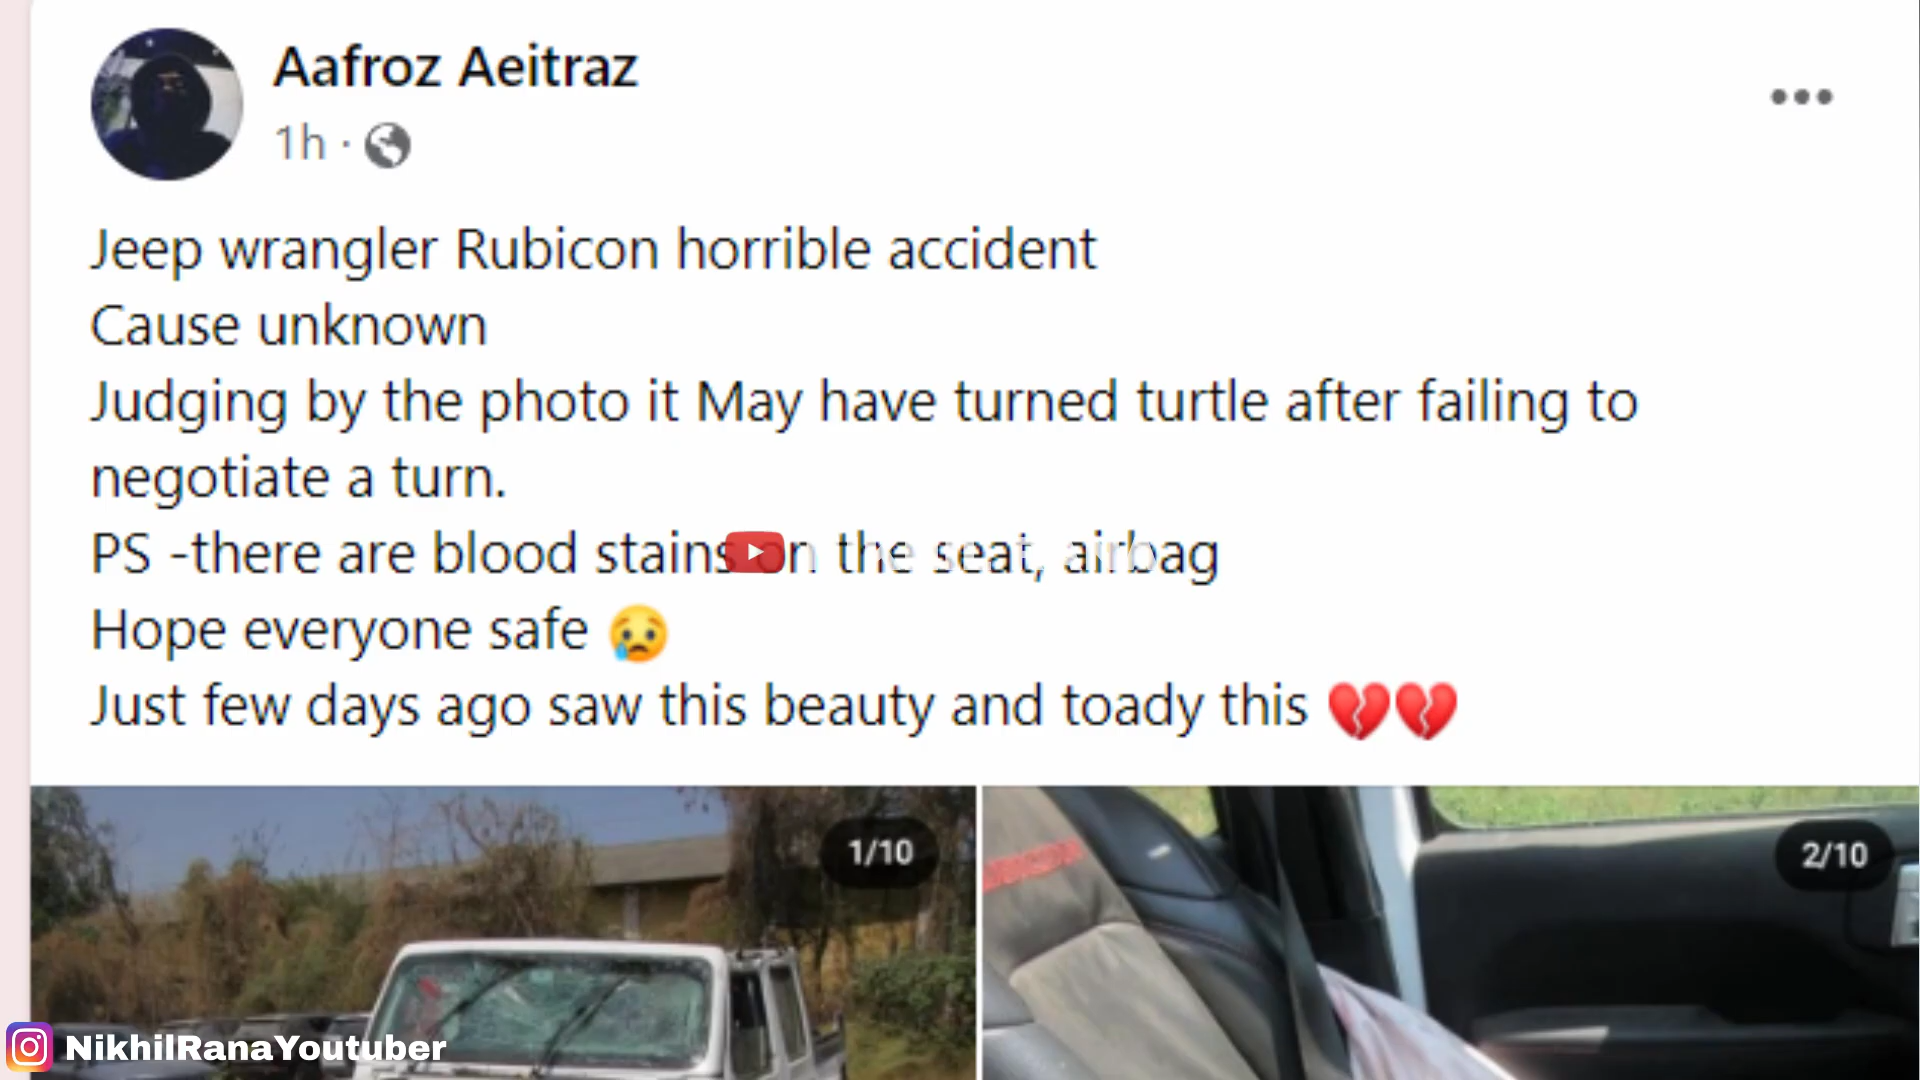 Aafroz Aeitraz
1h ·
Jeep wrangler Rubicon horrible accident
Cause unknown
Judging by the photo it May have turned turtle after failing to
negotiate a turn.
PS -there are blood stains on the seat, airbag
Hope everyone safe 😢
Just few days ago saw this beauty and toady this 💔💔
1/10
2/10
NikhilRanaYoutuber